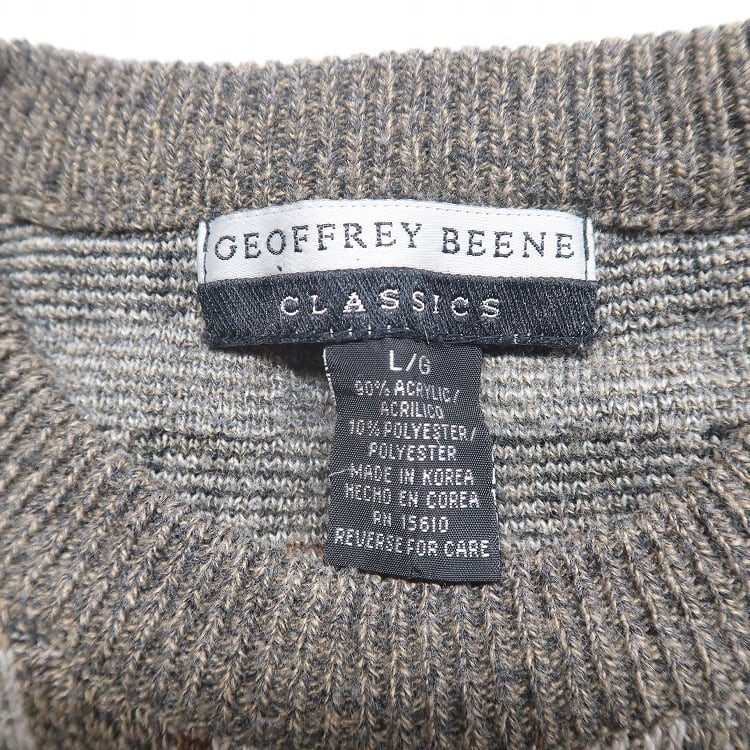 GEOFFREY BEENE
CLASSICS
L/G
90% ACRYLIC/
ACRILICO
10% POLYESTER/
POLYESTER
MADE IN KOREA
HECHO EN COREA
RN 15610
REVERSE FOR CARE